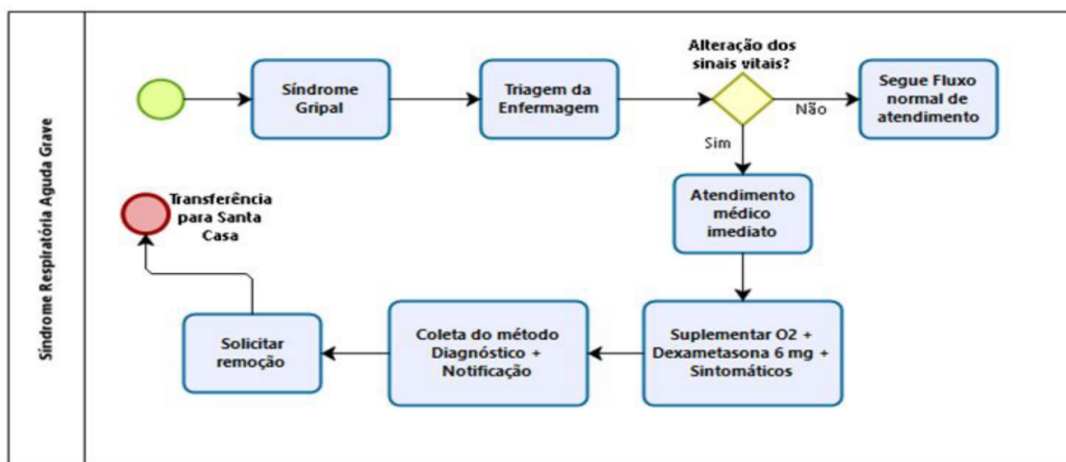 Síndrome Respiratória Aguda Grave
Síndrome
Gripal
Triagem da
Enfermagem
Alteração dos
sinais vitais?
Não
Segue Fluxo
normal de
atendimento
Sim
Atendimento
médico
imediato
Suplementar O2 +
Dexametasona 6 mg +
Sintomáticos
Coleta do método
Diagnóstico +
Notificação
Solicitar
remoção
Transferência
para Santa
Casa